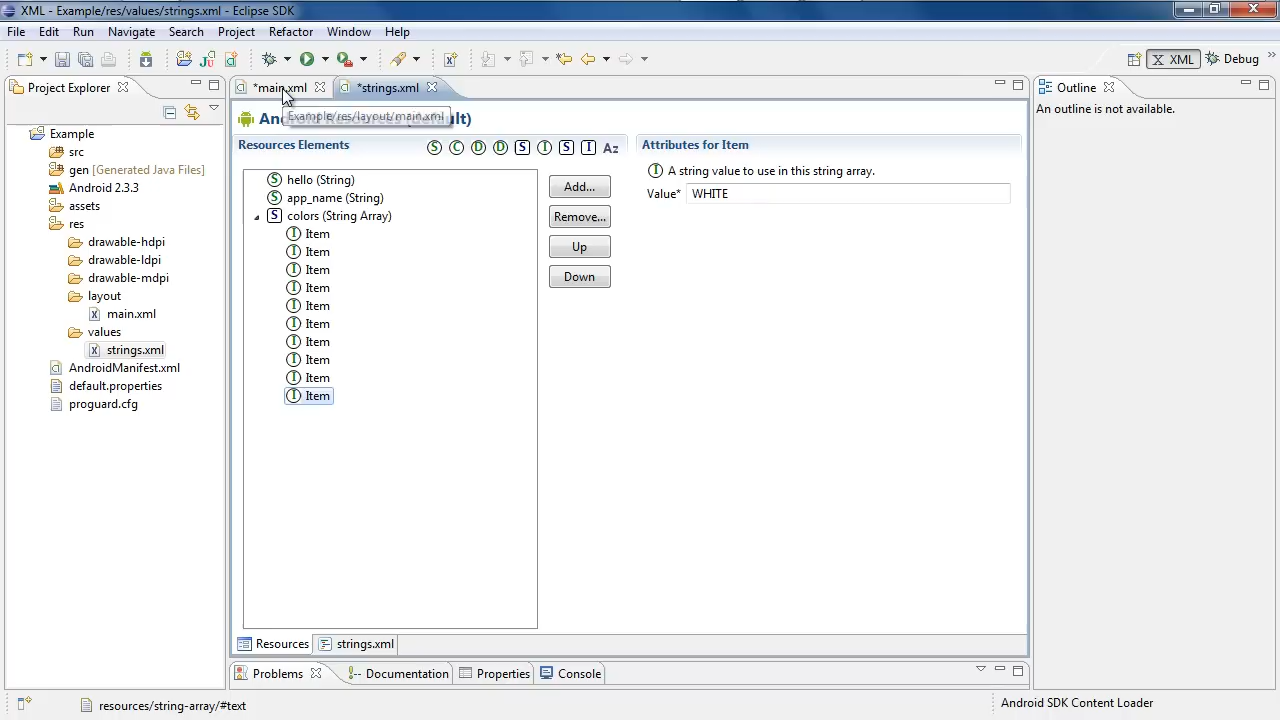 XML - Example/res/values/strings.xml - Eclipse SDK
File Edit Run Navigate Search Project Refactor Window Help
XML Debug
Project Explorer
*main.xml *strings.xml
Outline
An outline is not available.
Example/res/layout/main.xml
Android Resources (default)
Resources Elements
S C D D S I S I Az
Attributes for Item
A string value to use in this string array.
Value* WHITE
hello (String)
app_name (String)
colors (String Array)
Item
Item
Item
Item
Item
Item
Item
Item
Item
Item
Add...
Remove...
Up
Down
Example
src
gen [Generated Java Files]
Android 2.3.3
assets
res
drawable-hdpi
drawable-ldpi
drawable-mdpi
layout
main.xml
values
strings.xml
AndroidManifest.xml
default.properties
proguard.cfg
Resources strings.xml
Problems Documentation Properties Console
resources/string-array/#text
Android SDK Content Loader